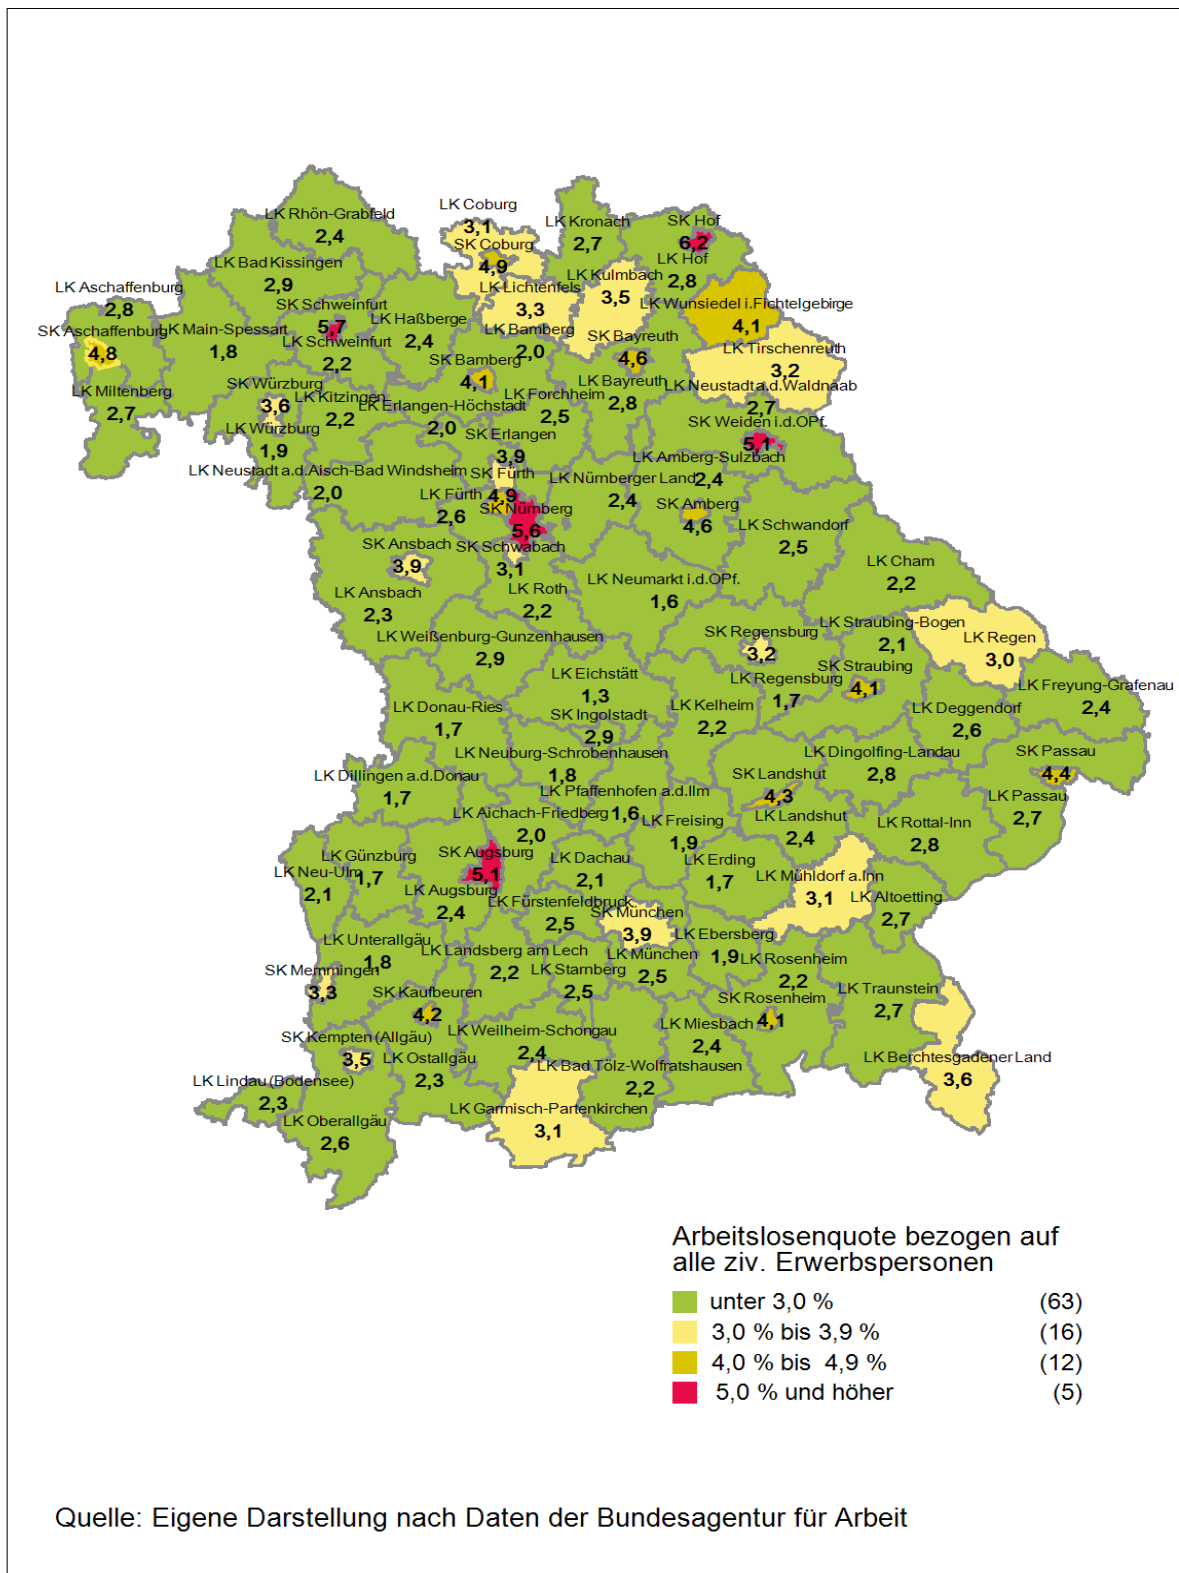 LK Coburg
3,1
LK Rhön-Grabfeld
2,4
LK Kronach
2,7
SK Hof
6,2
SK Coburg
4,9
LK Hof
2,8
LK Bad Kissingen
2,9
LK Kulmbach
3,5
LK Aschaffenburg
2,8
LK Lichtenfels
3,3
SK Schweinfurt
5,7
LK Wunsiedel i.Fichtelgebirge
4,1
SK Aschaffenburg
4,8
LK Main-Spessart
1,8
LK Haßberge
2,4
LK Bamberg
2,0
SK Bayreuth
4,6
LK Schweinfurt
2,2
LK Tirschenreuth
3,2
SK Bamberg
4,1
LK Bayreuth
2,8
SK Würzburg
3,6
LK Neustadt a.d.Waldnaab
2,7
LK Miltenberg
2,7
LK Kitzingen
2,2
LK Forchheim
2,5
LK Erlangen-Höchstadt
2,0
SK Weiden i.d.OPf.
5,1
LK Würzburg
1,9
SK Erlangen
3,9
LK Amberg-Sulzbach
2,4
LK Neustadt a.d.Aisch-Bad Windsheim
2,0
SK Fürth
4,9
LK Nürnberger Land
2,4
LK Fürth
2,6
SK Nürnberg
5,6
SK Amberg
4,6
LK Schwandorf
2,5
SK Ansbach
3,9
SK Schwabach
3,1
LK Cham
2,2
LK Ansbach
2,3
LK Roth
2,2
LK Neumarkt i.d.OPf.
1,6
LK Weißenburg-Gunzenhausen
2,9
SK Regensburg
3,2
LK Straubing-Bogen
2,1
LK Regen
3,0
LK Eichstätt
1,3
LK Regensburg
1,7
SK Straubing
4,1
LK Freyung-Grafenau
2,4
LK Donau-Ries
1,7
SK Ingolstadt
2,9
LK Kelheim
2,2
LK Deggendorf
2,6
LK Neuburg-Schrobenhausen
1,8
LK Dingolfing-Landau
2,8
SK Passau
4,4
LK Dillingen a.d.Donau
1,7
SK Landshut
4,3
LK Pfaffenhofen a.d.Ilm
1,6
LK Passau
2,7
LK Aichach-Friedberg
2,0
LK Freising
1,9
LK Landshut
2,4
LK Rottal-Inn
2,8
LK Günzburg
1,7
SK Augsburg
5,1
LK Dachau
2,1
LK Erding
1,7
LK Neu-Ulm
2,1
LK Mühldorf a.Inn
3,1
LK Augsburg
2,4
LK Fürstenfeldbruck
2,5
SK München
3,9
LK Altoetting
2,7
LK Unterallgäu
1,8
LK Landsberg am Lech
2,2
LK Ebersberg
1,9
LK München
2,5
LK Rosenheim
2,2
SK Memmingen
3,3
LK Starnberg
2,5
SK Kaufbeuren
4,2
SK Rosenheim
4,1
LK Traunstein
2,7
SK Kempten (Allgäu)
3,5
LK Weilheim-Schongau
2,4
LK Miesbach
2,4
LK Ostallgäu
2,3
LK Bad Tölz-Wolfratshausen
2,2
LK Berchtesgadener Land
3,6
LK Lindau (Bodensee)
2,3
LK Garmisch-Partenkirchen
3,1
LK Oberallgäu
2,6
Arbeitslosenquote bezogen auf
alle ziv. Erwerbspersonen
unter 3,0 % (63)
3,0 % bis 3,9 % (16)
4,0 % bis 4,9 % (12)
5,0 % und höher (5)
Quelle: Eigene Darstellung nach Daten der Bundesagentur für Arbeit